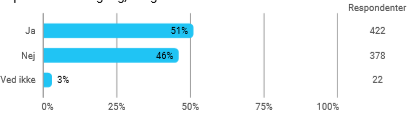 Respondenter
Ja 51% 422
Nej 46% 378
Ved ikke 3% 22
0% 25% 50% 75% 100%